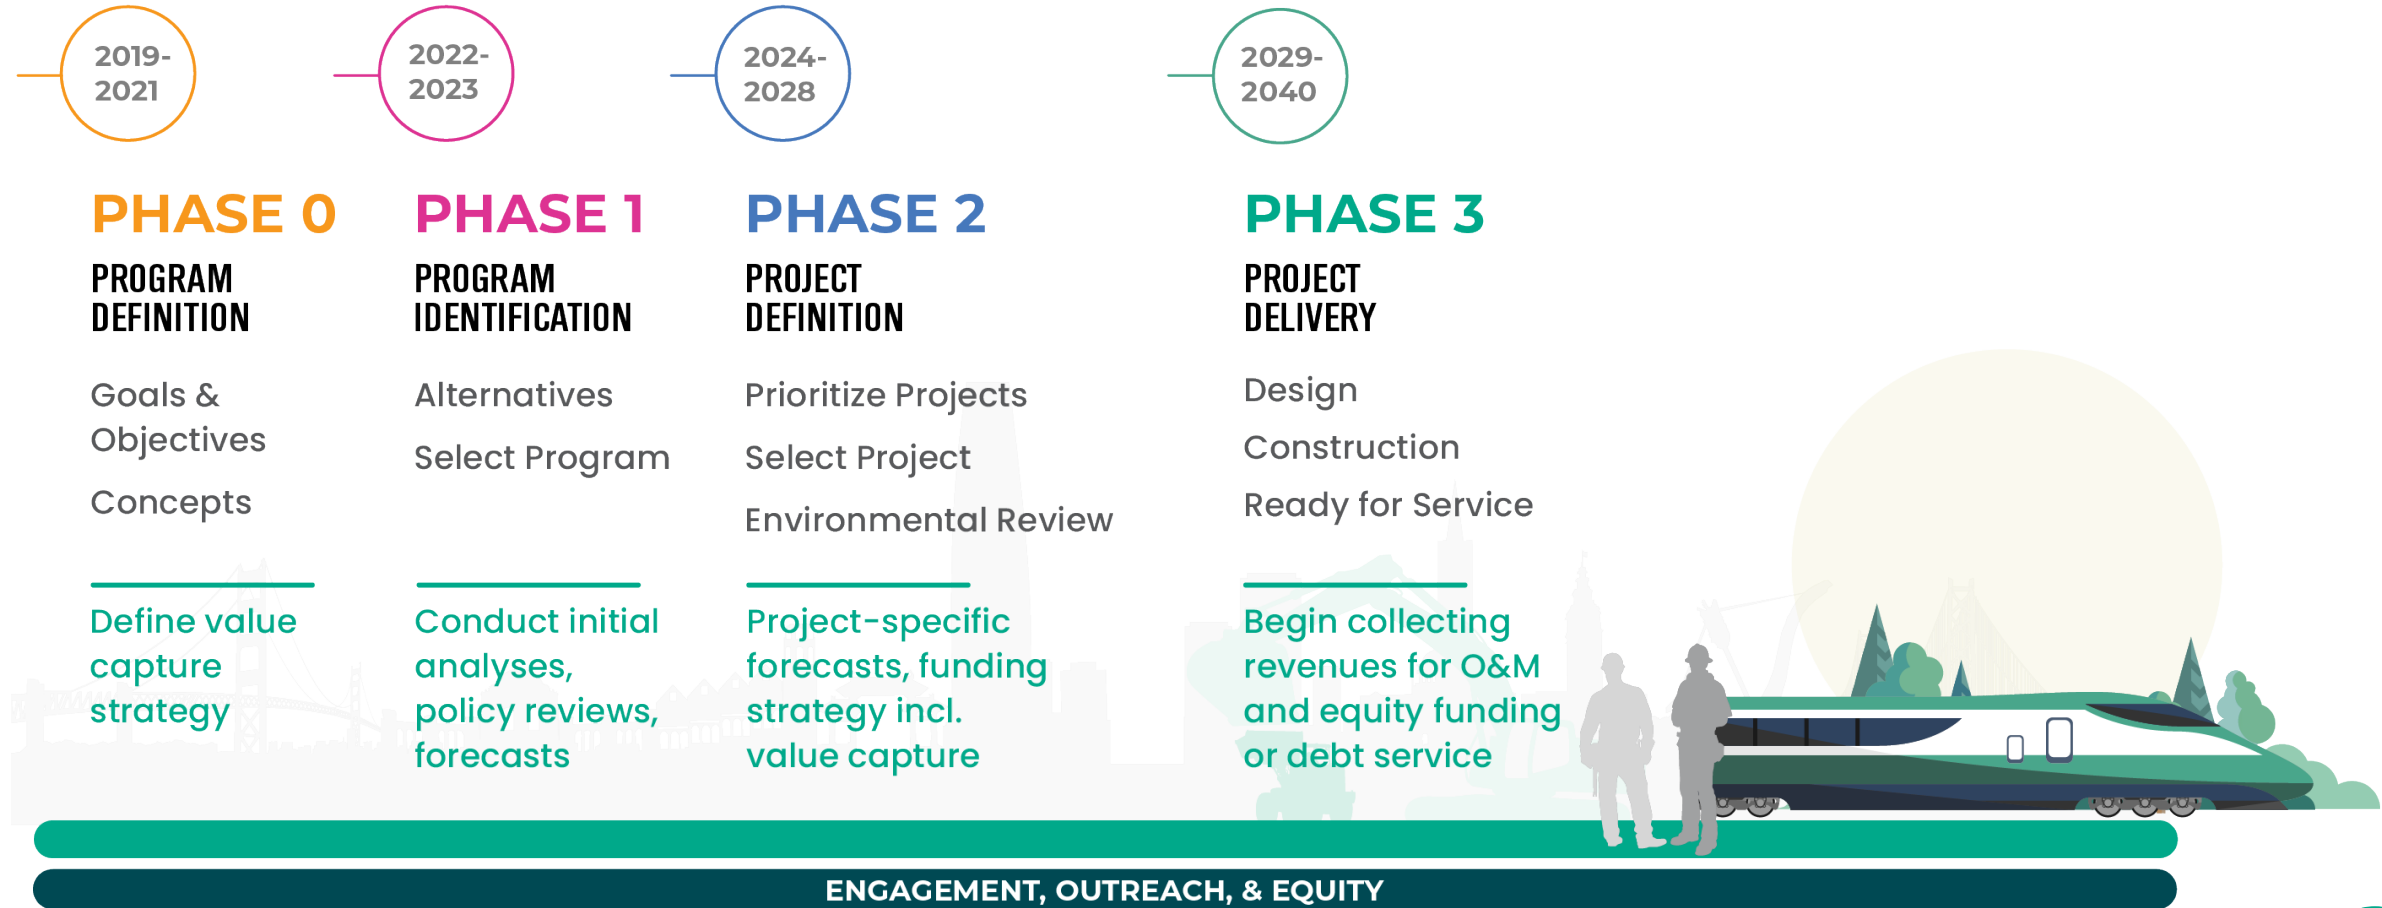 2019-
2021
2022-
2023
2024-
2028
2029-
2040
PHASE 0
PROGRAM
DEFINITION
Goals &
Objectives
Concepts
Define value
capture
strategy
PHASE 1
PROGRAM
IDENTIFICATION
Alternatives
Select Program
Conduct initial
analyses,
policy reviews,
forecasts
PHASE 2
PROJECT
DEFINITION
Prioritize Projects
Select Project
Environmental Review
Project-specific
forecasts, funding
strategy incl.
value capture
PHASE 3
PROJECT
DELIVERY
Design
Construction
Ready for Service
Begin collecting
revenues for O&M
and equity funding
or debt service
ENGAGEMENT, OUTREACH, & EQUITY